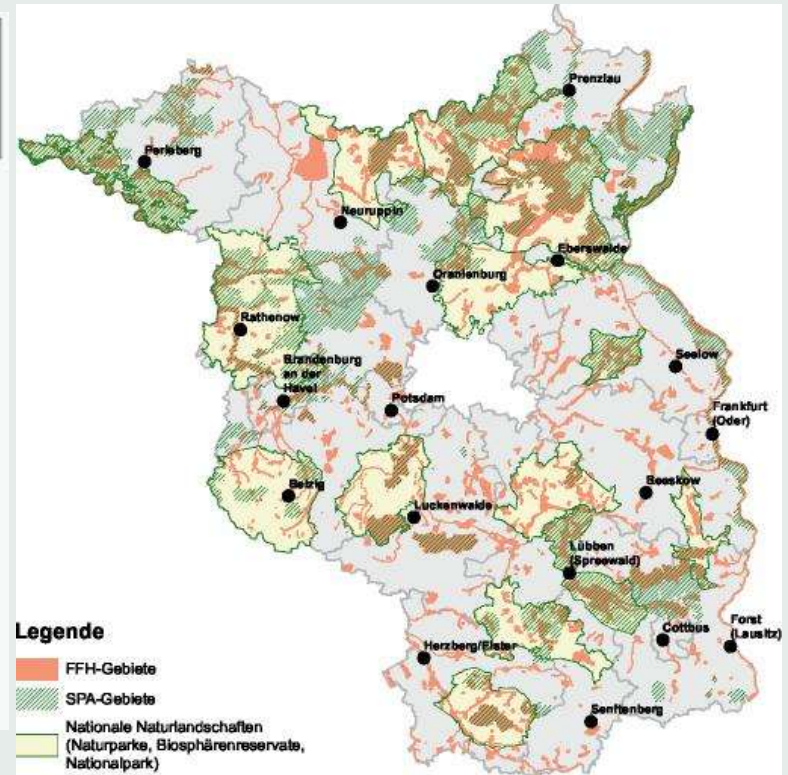 Prenzlau
Perleberg
Neuruppin
Eberswalde
Oranienburg
Rathenow
Brandenburg
an der
Havel
Seelow
Potsdam
Frankfurt
(Oder)
Belzig
Beeskow
Luckenwalde
Lübben
(Spreewald)
Cottbus
Forst
(Lausitz)
Herzberg/Elster
Senftenberg
Legende
FFH-Gebiete
SPA-Gebiete
Nationale Naturlandschaften
(Naturparke, Biosphärenreservate,
Nationalpark)